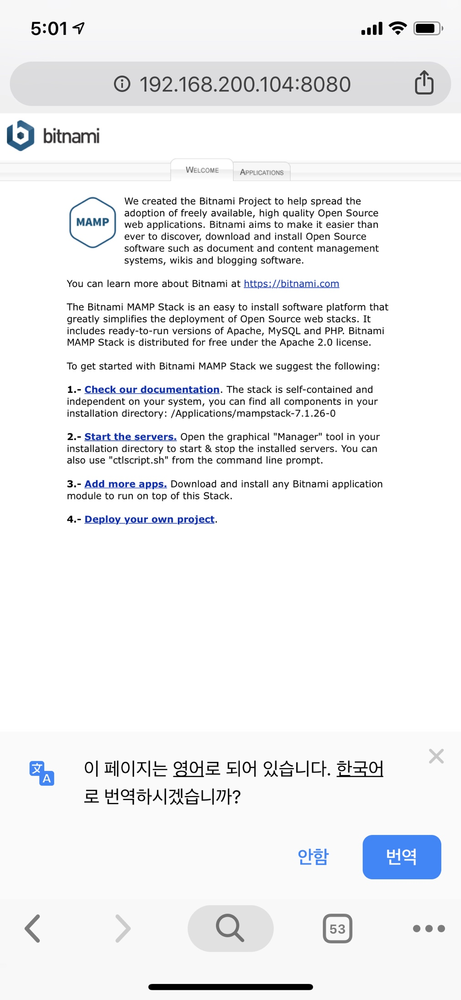 5:01
192.168.200.104:8080
bitnami
WELCOME
APPLICATIONS
MAMP
We created the Bitnami Project to help spread the
adoption of freely available, high quality Open Source
web applications. Bitnami aims to make it easier than
ever to discover, download and install Open Source
software such as document and content management
systems, wikis and blogging software.
You can learn more about Bitnami at https://bitnami.com
The Bitnami MAMP Stack is an easy to install software platform that
greatly simplifies the deployment of Open Source web stacks. It
includes ready-to-run versions of Apache, MySQL and PHP. Bitnami
MAMP Stack is distributed for free under the Apache 2.0 license.
To get started with Bitnami MAMP Stack we suggest the following:
1.- Check our documentation. The stack is self-contained and
independent on your system, you can find all components in your
installation directory: /Applications/mampstack-7.1.26-0
2.- Start the servers. Open the graphical "Manager" tool in your
installation directory to start & stop the installed servers. You can
also use "ctlscript.sh" from the command line prompt.
3.- Add more apps. Download and install any Bitnami application
module to run on top of this Stack.
4.- Deploy your own project.
文
A
이 페이지는 영어로 되어 있습니다. 한국어
로 번역하시겠습니까?
안함
번역
53